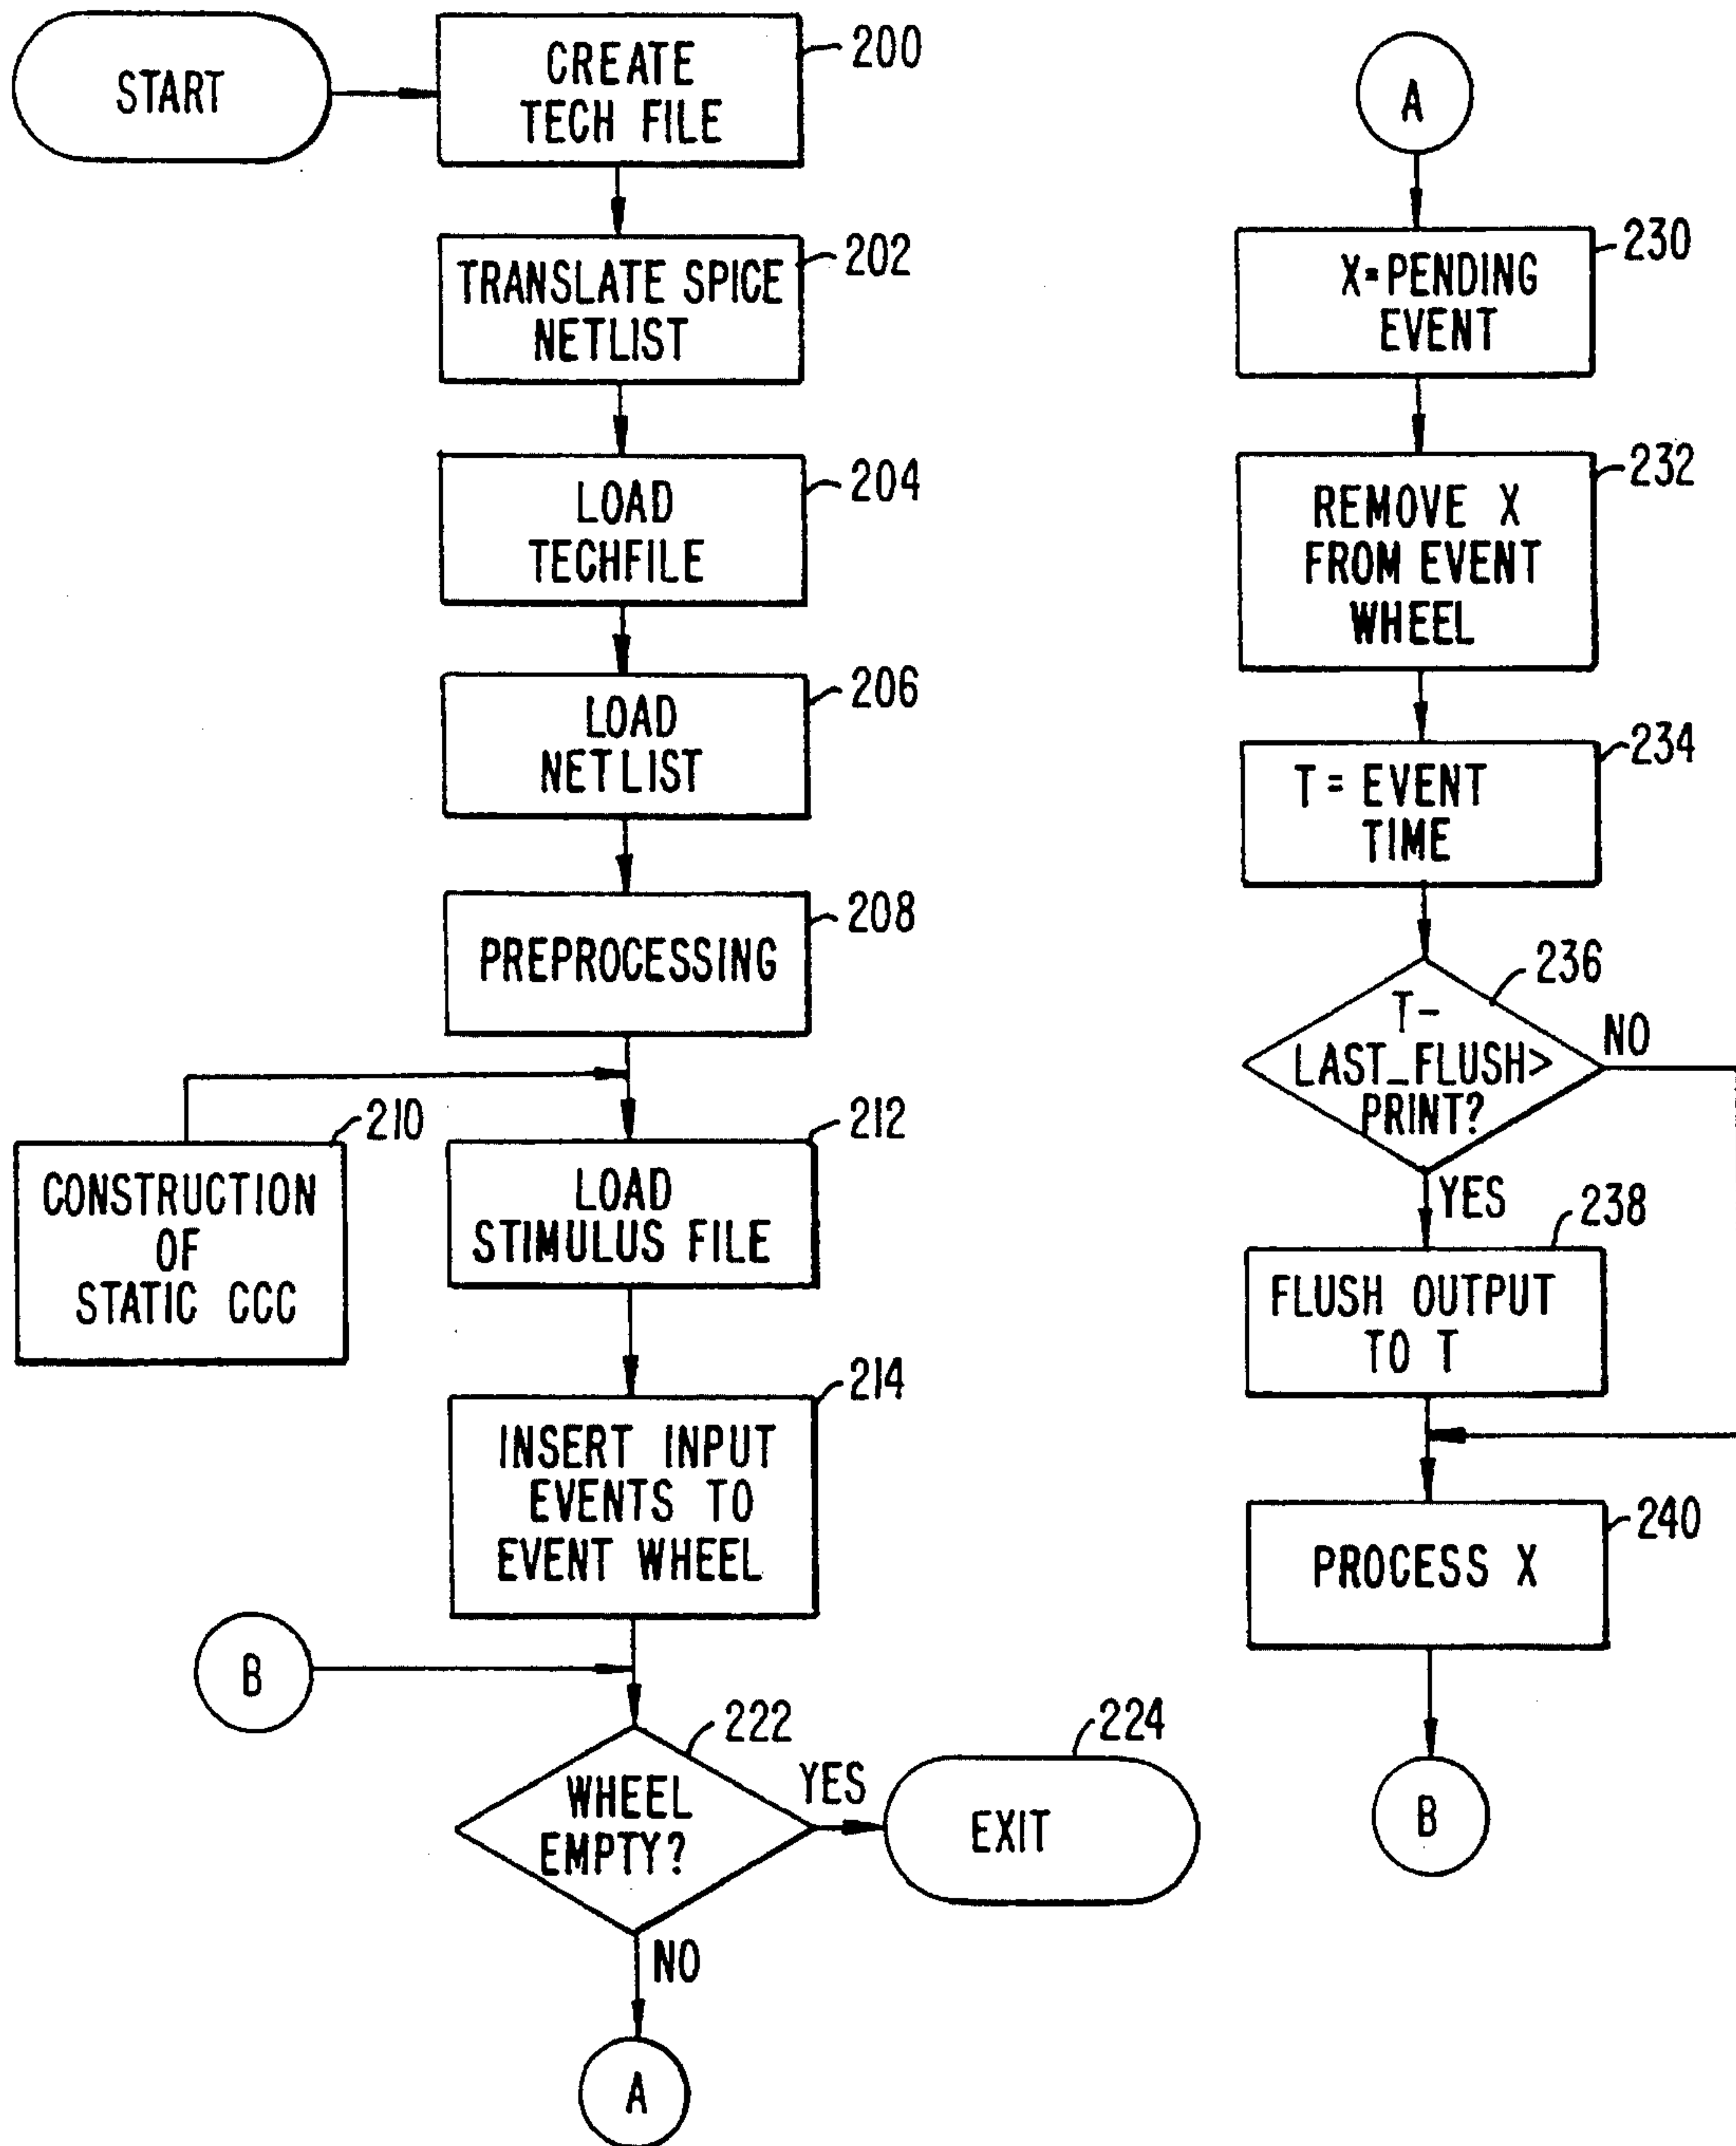 START
CREATE
TECH FILE
200
TRANSLATE SPICE
NETLIST
202
LOAD
TECHFILE
204
LOAD
NETLIST
206
PREPROCESSING
208
CONSTRUCTION
OF
STATIC CCC
210
LOAD
STIMULUS FILE
212
INSERT INPUT
EVENTS TO
EVENT WHEEL
214
B
WHEEL
EMPTY?
222
YES
EXIT
224
NO
A
A
X=PENDING
EVENT
230
REMOVE X
FROM EVENT
WHEEL
232
T = EVENT
TIME
234
T-
LAST_FLUSH>
PRINT?
236
NO
YES
FLUSH OUTPUT
TO T
238
PROCESS X
240
B